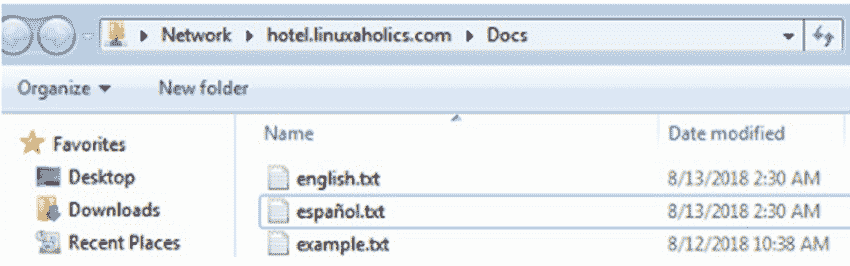 Network hotel.linuxaholics.com Docs
Organize New folder
Name Date modified
Favorites
Desktop
Downloads
Recent Places
english.txt 8/13/2018 2:30 AM
español.txt 8/13/2018 2:30 AM
example.txt 8/12/2018 10:38 AM